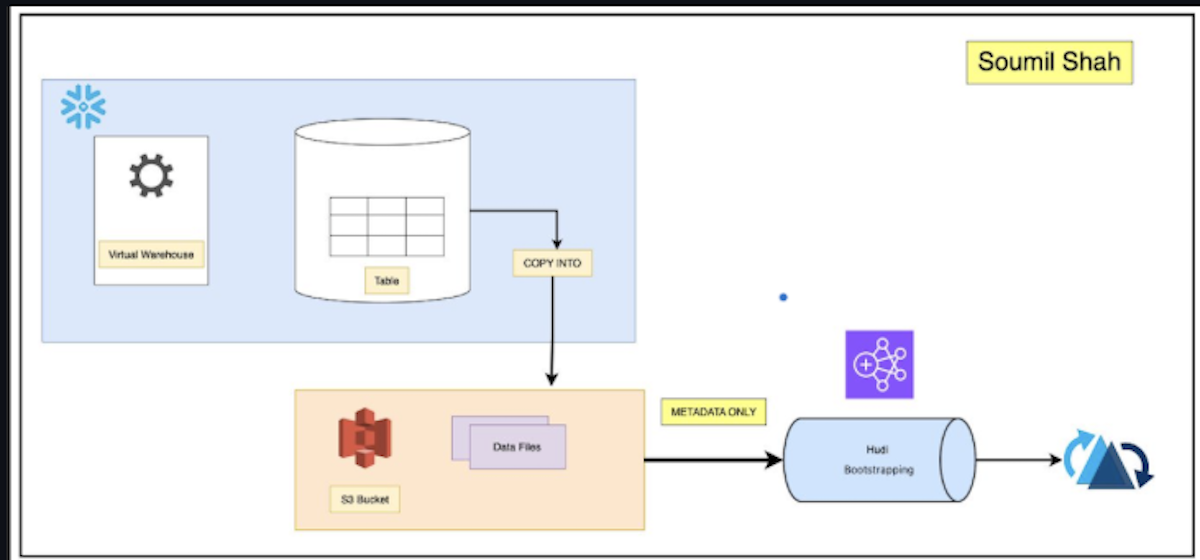 Soumil Shah
Virtual Warehouse
Table
COPY INTO
METADATA ONLY
Data Files
S3 Bucket
Hudi
Bootstrapping